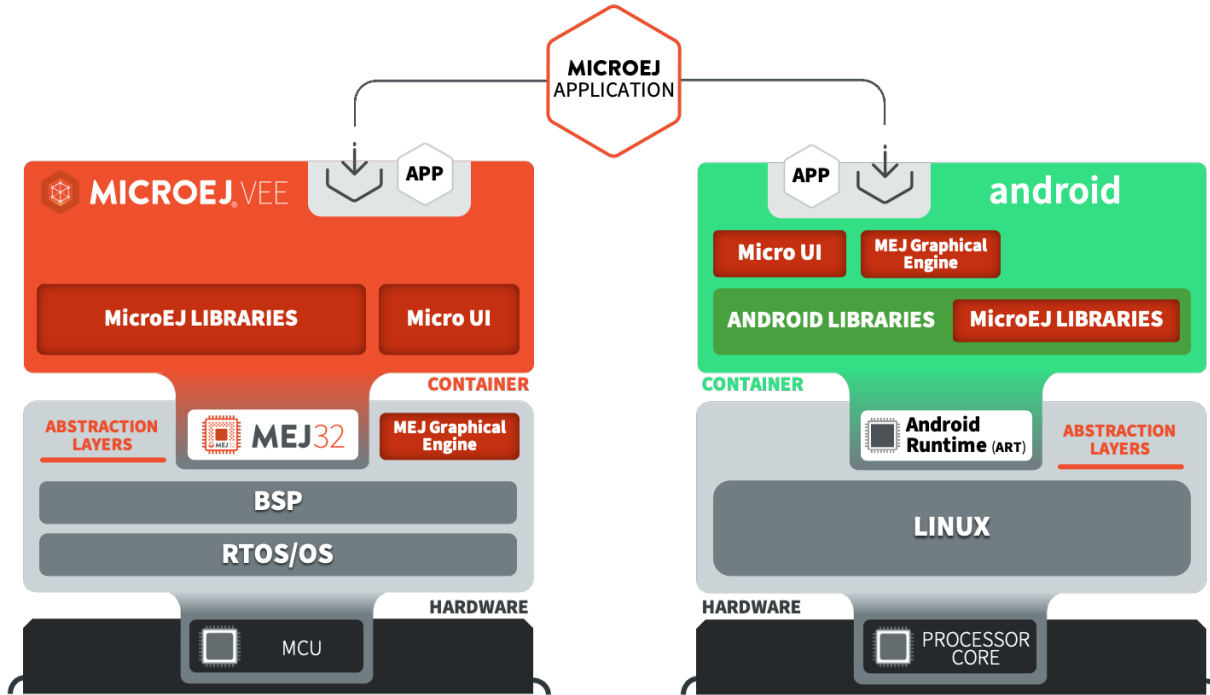 MICROEJ
APPLICATION
MICROEJ® VEE
APP
MicroEJ LIBRARIES
Micro UI
CONTAINER
ABSTRACTION
LAYERS
MEJ
MEJ32
MEJ Graphical
Engine
BSP
RTOS/OS
HARDWARE
MCU
APP
android
Micro UI
MEJ Graphical
Engine
ANDROID LIBRARIES
MicroEJ LIBRARIES
CONTAINER
Android
Runtime (ART)
ABSTRACTION
LAYERS
LINUX
HARDWARE
PROCESSOR
CORE